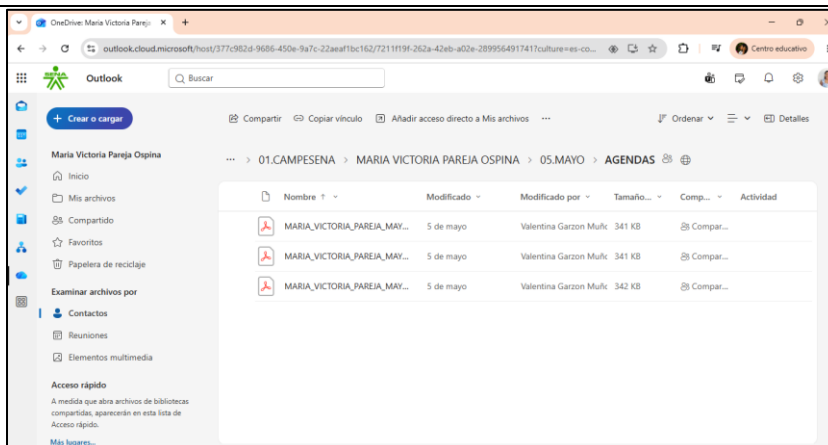 OneDrive: Maria Victoria Pareja
outlook.cloud.microsoft/host/377c982d-9686-450e-9a7c-22aeaf1bc162/7211f19f-262a-42eb-a02e-2899564917417?culture=es-co...
Centro educativo
SENA
Outlook
Buscar
+ Crear o cargar
Compartir
Copiar vínculo
Añadir acceso directo a Mis archivos
...
Ordenar
Detalles
Maria Victoria Pareja Ospina
... > 01.CAMPESENA > MARIA VICTORIA PAREJA OSPINA > 05.MAYO > AGENDAS
Inicio
Mis archivos
Compartido
Favoritos
Papelera de reciclaje
Nombre ↑ Modificado Modificado por Tamaño... Comp... Actividad
MARIA_VICTORIA_PAREJA_MAY... 5 de mayo Valentina Garzon Muñc 341 KB Compar...
MARIA_VICTORIA_PAREJA_MAY... 5 de mayo Valentina Garzon Muñc 341 KB Compar...
MARIA_VICTORIA_PAREJA_MAY... 5 de mayo Valentina Garzon Muñc 342 KB Compar...
Examinar archivos por
Contactos
Reuniones
Elementos multimedia
Acceso rápido
A medida que abra archivos de bibliotecas
compartidas, aparecerán en esta lista de
Acceso rápido.
Más lugares...